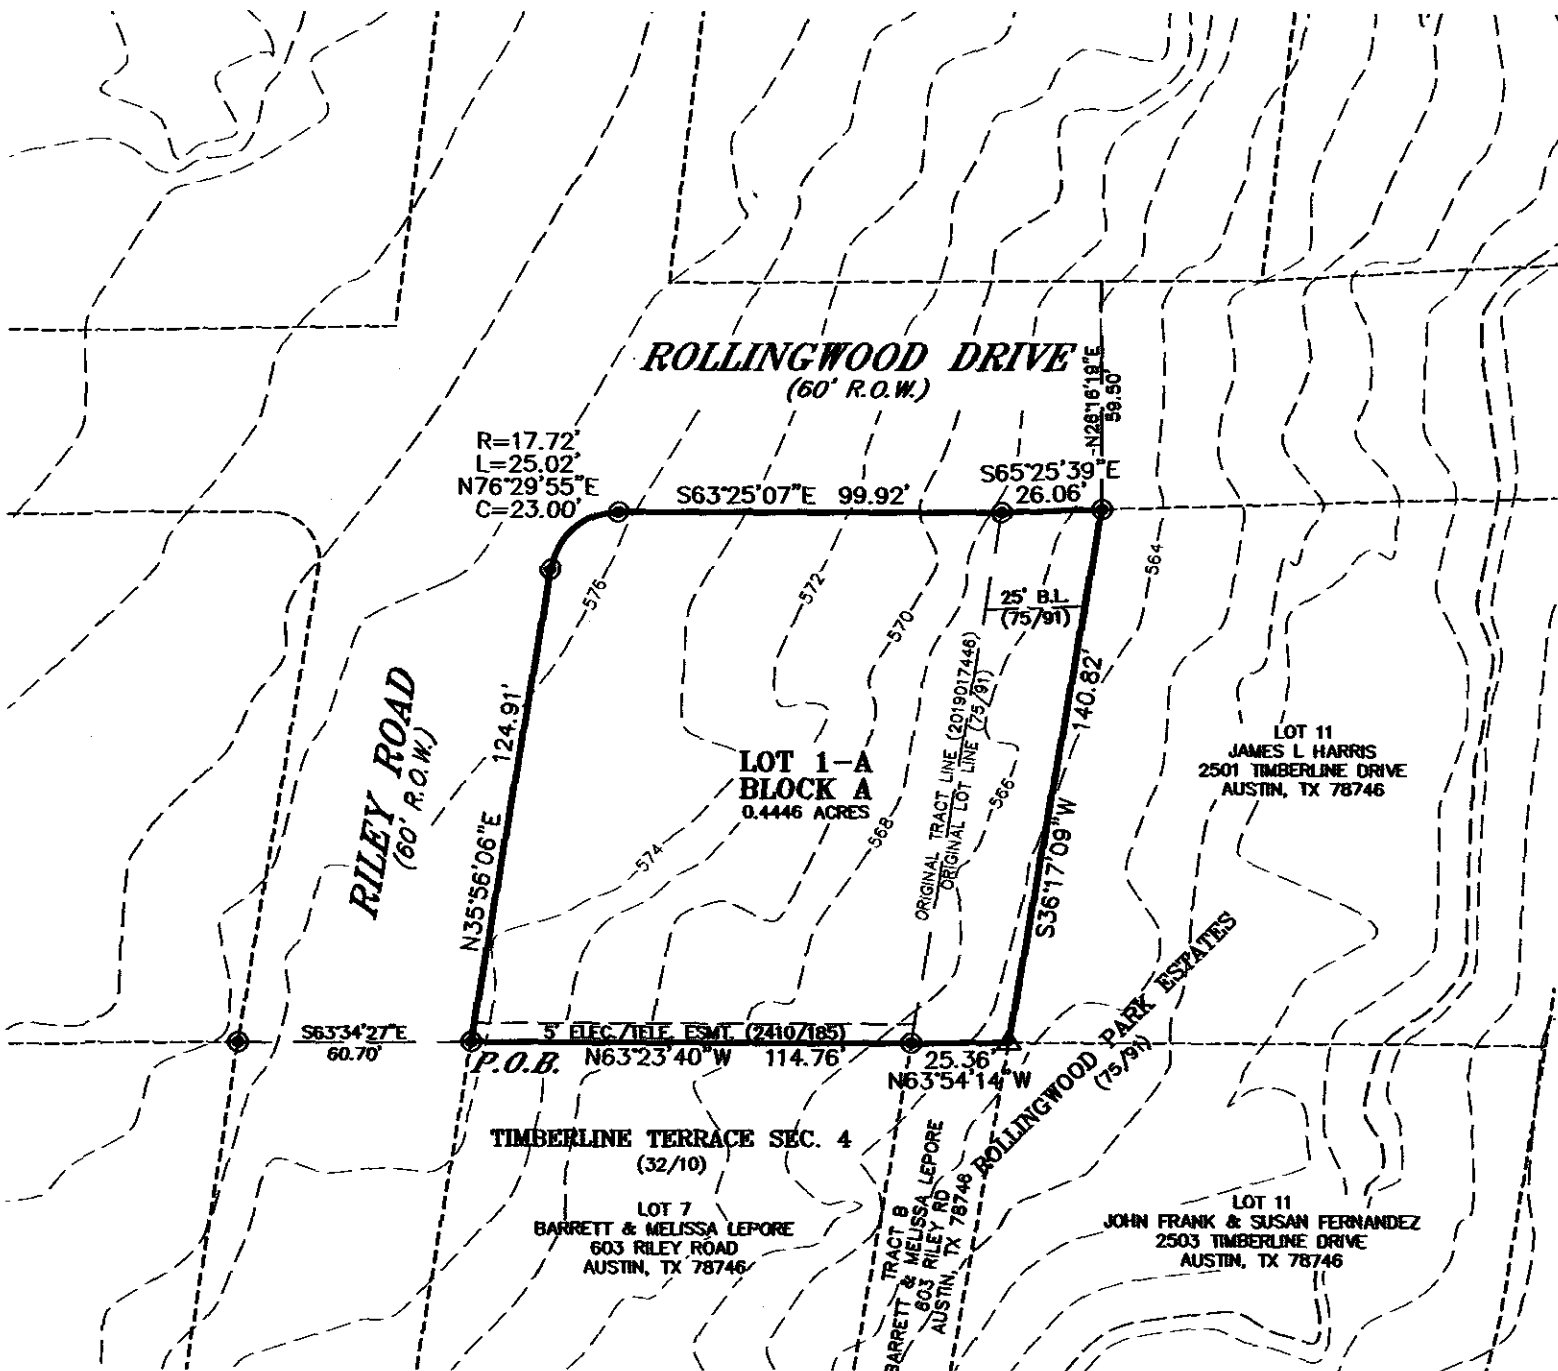 ROLLINGWOOD DRIVE
(60' R.O.W.)
N28°16'19"E
59.50'
R=17.72'
L=25.02'
N76°29'55"E
C=23.00'
S63°25'07"E 99.92'
S65°25'39"E
26.06'
576
572
570
564
25' B.L.
(75/91)
RILEY ROAD
(60' R.O.W.)
N35°56'06"E 124.91'
LOT 1-A
BLOCK A
0.4446 ACRES
ORIGINAL TRACT LINE (2019017446)
ORIGINAL LOT LINE (75/91)
S36°17'09"W 140.82'
566
568
574
LOT 11
JAMES L HARRIS
2501 TIMBERLINE DRIVE
AUSTIN, TX 78746
ROLLINGWOOD PARK ESTATES
(75/91)
S63°34'27"E
60.70'
5' ELEC./TELE. ESMT. (2410/185)
P.O.B.
N63°23'40"W 114.76'
25.36'
N63°54'14"W
TIMBERLINE TERRACE SEC. 4
(32/10)
LOT 7
BARRETT & MELISSA LEPORE
603 RILEY ROAD
AUSTIN, TX 78746
TRACT B
BARRETT & MELISSA LEPORE
603 RILEY RD
AUSTIN, TX 78746
LOT 11
JOHN FRANK & SUSAN FERNANDEZ
2503 TIMBERLINE DRIVE
AUSTIN, TX 78746